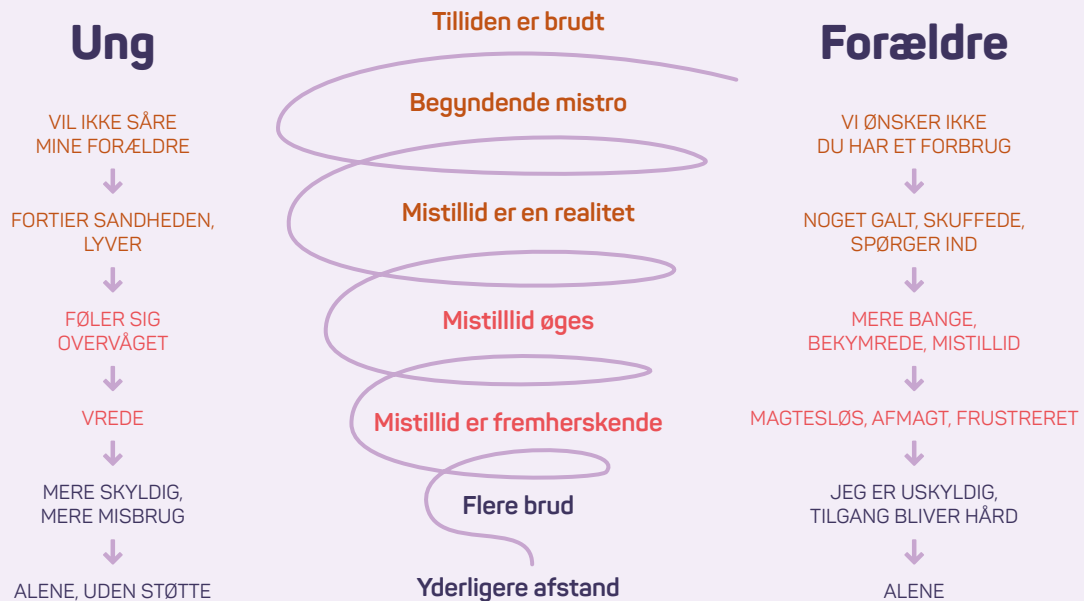 Ung
VIL IKKE SÅRE
MINE FORÆLDRE
FORTIER SANDHEDEN,
LYVER
FØLER SIG
OVERVÅGET
VREDE
MERE SKYLDIG,
MERE MISBRUG
ALENE, UDEN STØTTE
Tilliden er brudt
Begyndende mistro
Mistillid er en realitet
Mistilllid øges
Mistillid er fremherskende
Flere brud
Yderligere afstand
Forældre
VI ØNSKER IKKE
DU HAR ET FORBRUG
NOGET GALT, SKUFFEDE,
SPØRGER IND
MERE BANGE,
BEKYMREDE, MISTILLID
MAGTESLØS, AFMAGT, FRUSTRERET
JEG ER USKYLDIG,
TILGANG BLIVER HÅRD
ALENE